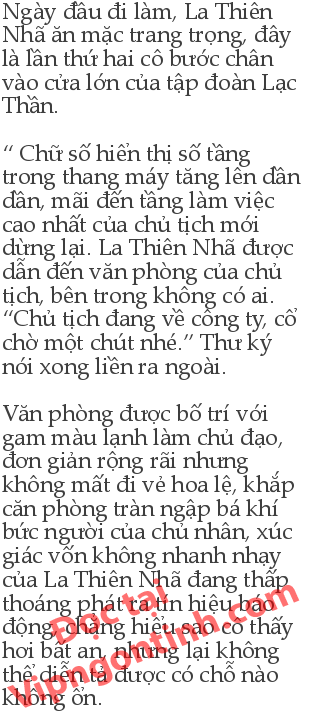 Ngày đầu đi làm, La Thiên
Nhã ăn mặc trang trọng, đây
là lần thứ hai cô bước chân
vào cửa lớn của tập đoàn Lạc
Thần.
“ Chữ số hiển thị số tầng
trong thang máy tăng lên dần
dần, mãi đến tầng làm việc
cao nhất của chủ tịch mới
dừng lại. La Thiên Nhã được
dẫn đến văn phòng của chủ
tịch, bên trong không có ai.
“Chủ tịch đang về công ty, cô
chờ một chút nhé.” Thư ký
nói xong liền ra ngoài.
Văn phòng được bố trí với
gam màu lạnh làm chủ đạo,
đơn giản rộng rãi nhưng
không mất đi vẻ hoa lệ, khắp
căn phòng tràn ngập bá khí
bức người của chủ nhân, xúc
giác vốn không nhanh nhạy
của La Thiên Nhã đang thấp
thoáng phát ra tín hiệu báo
động, chẳng hiểu sao cô thấy
hơi bất an, nhưng lại không
thể diễn tả được có chỗ nào
không ổn.
Đọc tại
Vipngontinh.com